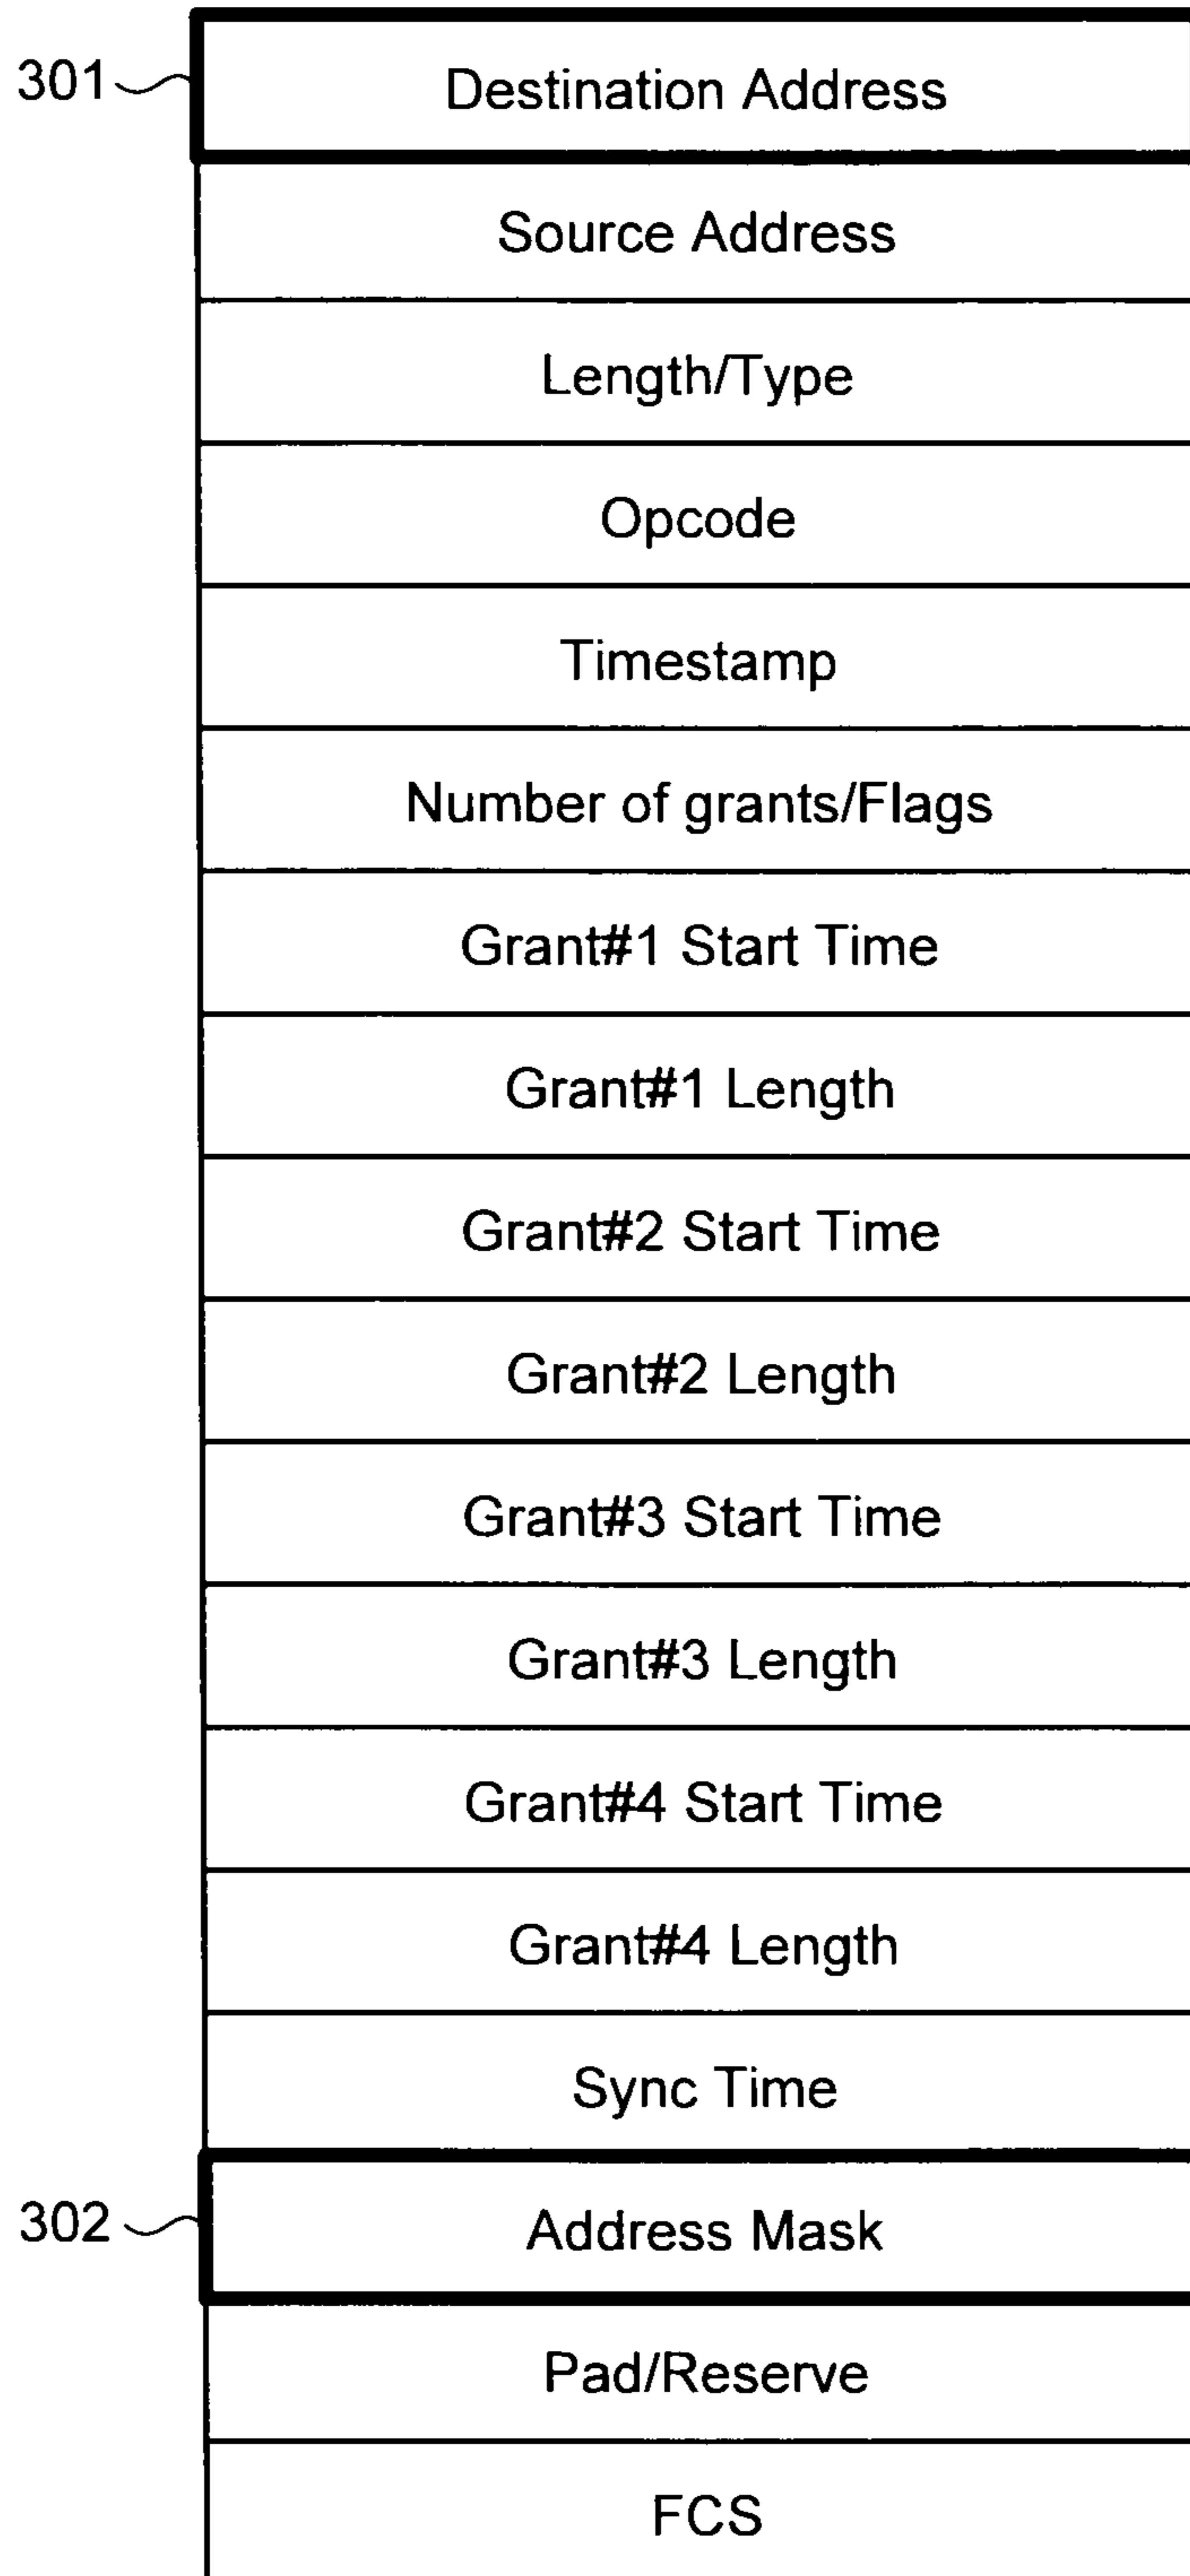 301 Destination Address
Source Address
Length/Type
Opcode
Timestamp
Number of grants/Flags
Grant#1 Start Time
Grant#1 Length
Grant#2 Start Time
Grant#2 Length
Grant#3 Start Time
Grant#3 Length
Grant#4 Start Time
Grant#4 Length
Sync Time
302 Address Mask
Pad/Reserve
FCS